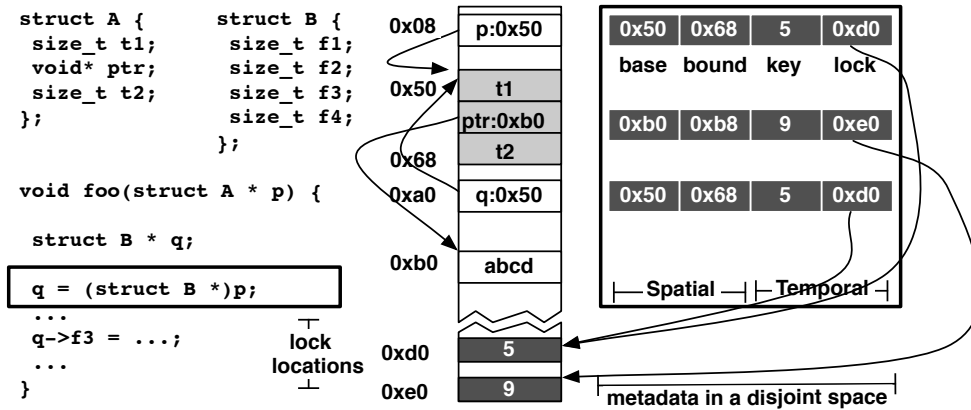 struct A {
size_t t1;
void* ptr;
size_t t2;
};
struct B {
size_t f1;
size_t f2;
size_t f3;
size_t f4;
};
void foo(struct A * p) {
struct B * q;
q = (struct B *)p;
...
q->f3 = ...;
...
}
lock
locations
0x08
p:0x50
0x50
t1
ptr:0xb0
t2
0x68
0xa0
q:0x50
0xb0
abcd
0xd0
5
0xe0
9
0x50 0x68 5 0xd0
base bound key lock
0xb0 0xb8 9 0xe0
0x50 0x68 5 0xd0
Spatial Temporal
metadata in a disjoint space